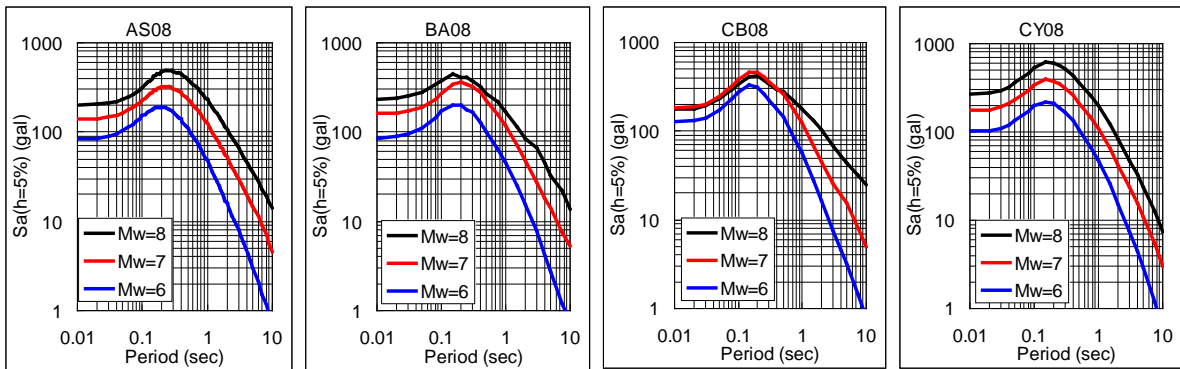 AS08
1000
100
10
1
Sa(h=5%) (gal)
Mw=8
Mw=7
Mw=6
0.01 0.1 1 10
Period (sec)
BA08
1000
100
10
1
Sa(h=5%) (gal)
Mw=8
Mw=7
Mw=6
0.01 0.1 1 10
Period (sec)
CB08
1000
100
10
1
Sa(h=5%) (gal)
Mw=8
Mw=7
Mw=6
0.01 0.1 1 10
Period (sec)
CY08
1000
100
10
1
Sa(h=5%) (gal)
Mw=8
Mw=7
Mw=6
0.01 0.1 1 10
Period (sec)